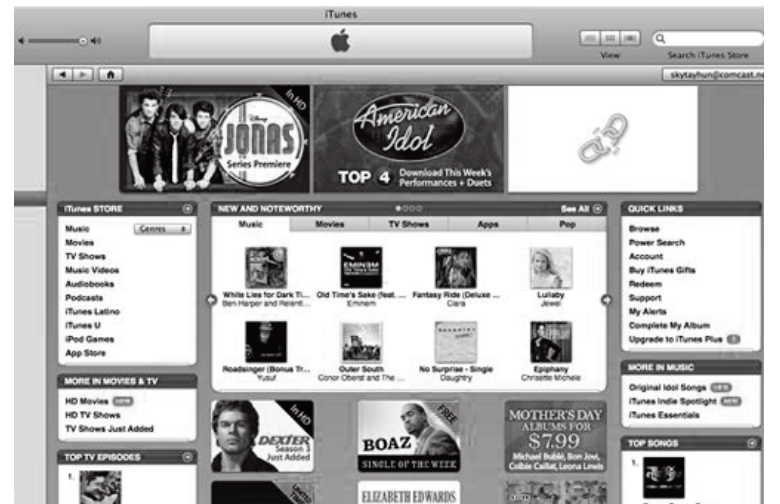 iTunes
View
Search iTunes Store
skytayhun@comcast.ne
Disney
JONAS
Series Premiere
In HD
American
Idol
TOP 4 Download This Week's
Performances + Duets
iTunes STORE
Music Genres
Movies
TV Shows
Music Videos
Audiobooks
Podcasts
iTunes Latino
iTunes U
iPod Games
App Store
MORE IN MOVIES & TV
HD Movies NEW
HD TV Shows
TV Shows Just Added
TOP TV EPISODES
1.
NEW AND NOTEWORTHY See All
Music Movies TV Shows Apps Pop
White Lies for Dark Ti... Old Time's Sake (feat. ... Fantasy Ride (Deluxe ... Lullaby
Ben Harper and Relent... Eminem Ciara Jewel
Roadsinger (Bonus Tr... Outer South No Surprise - Single Epiphany
Yusuf Conor Oberst and The ... Daughtry Chrisette Michele
In HD
DEXTER
Season 3
Just Added
FREE
BOAZ
SINGLE OF THE WEEK
MOTHER'S DAY
ALBUMS FOR
$7.99
Michael Bublé, Bon Jovi,
Colbie Caillat, Leona Lewis
ELIZABETH EDWARDS
QUICK LINKS
Browse
Power Search
Account
Buy iTunes Gifts
Redeem
Support
My Alerts
Complete My Album
Upgrade to iTunes Plus
MORE IN MUSIC
Original Idol Songs NEW
iTunes Indie Spotlight NEW
iTunes Essentials
TOP SONGS
1.